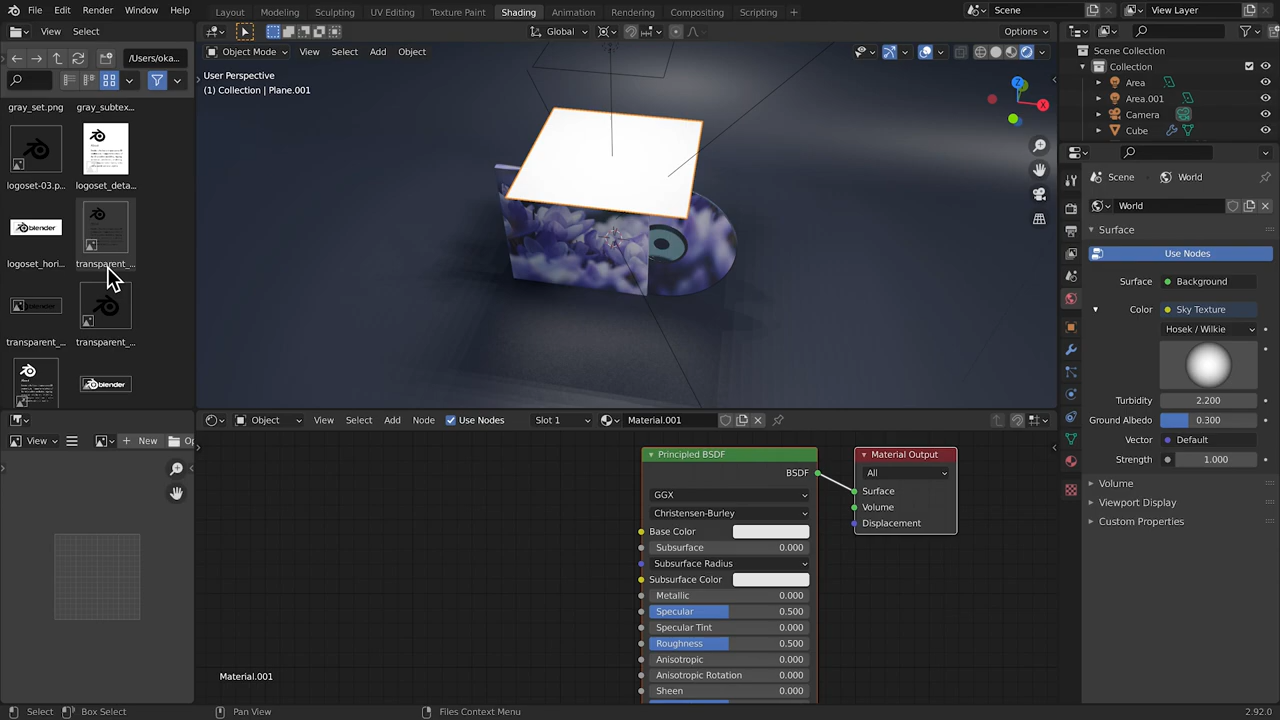 File Edit Render Window Help
Layout Modeling Sculpting UV Editing Texture Paint Shading Animation Rendering Compositing Scripting
Scene View Layer
View Select
Global
Options
/Users/oka...
Object Mode View Select Add Object
User Perspective
(1) Collection | Plane.001
gray_set.png gray_subtex...
logoset-03.p... logoset_deta...
blender
logoset_hori... transparent_...
blender
transparent_... transparent_...
blender
Z
X
Scene Collection
Collection
Area
Area.001
Camera
Cube
Scene World
World
Surface
Use Nodes
Surface Background
Color Sky Texture
Hosek / Wilkie
Turbidity 2.200
Ground Albedo 0.300
Vector Default
Strength 1.000
Volume
Viewport Display
Custom Properties
View New Op
Object View Select Add Node Use Nodes Slot 1 Material.001
Principled BSDF
BSDF
GGX
Christensen-Burley
Base Color
Subsurface 0.000
Subsurface Radius
Subsurface Color
Metallic 0.000
Specular 0.500
Specular Tint 0.000
Roughness 0.500
Anisotropic 0.000
Anisotropic Rotation 0.000
Sheen 0.000
Material Output
All
Surface
Volume
Displacement
Material.001
Select Box Select Pan View Files Context Menu 2.92.0